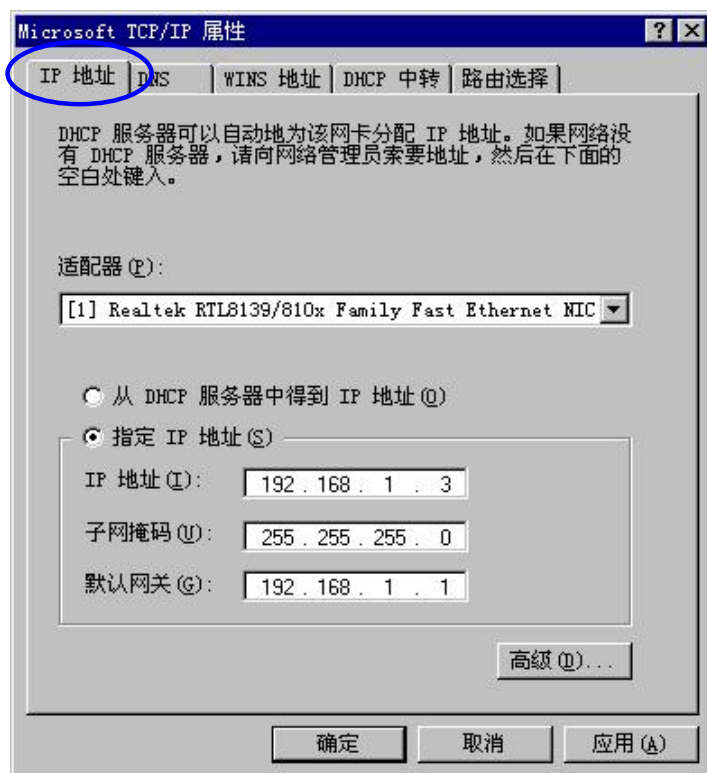 Microsoft TCP/IP 属性
IP 地址 DNS WINS 地址 DHCP 中转 路由选择
DHCP 服务器可以自动地为该网卡分配 IP 地址。如果网络没
有 DHCP 服务器，请向网络管理员索要地址，然后在下面的
空白处键入。
适配器(P):
[1] Realtek RTL8139/810x Family Fast Ethernet NIC
从 DHCP 服务器中得到 IP 地址(O)
指定 IP 地址(S)
IP 地址(I): 192 . 168 . 1 . 3
子网掩码(U): 255 . 255 . 255 . 0
默认网关(G): 192 . 168 . 1 . 1
高级(D)...
确定 取消 应用(A)